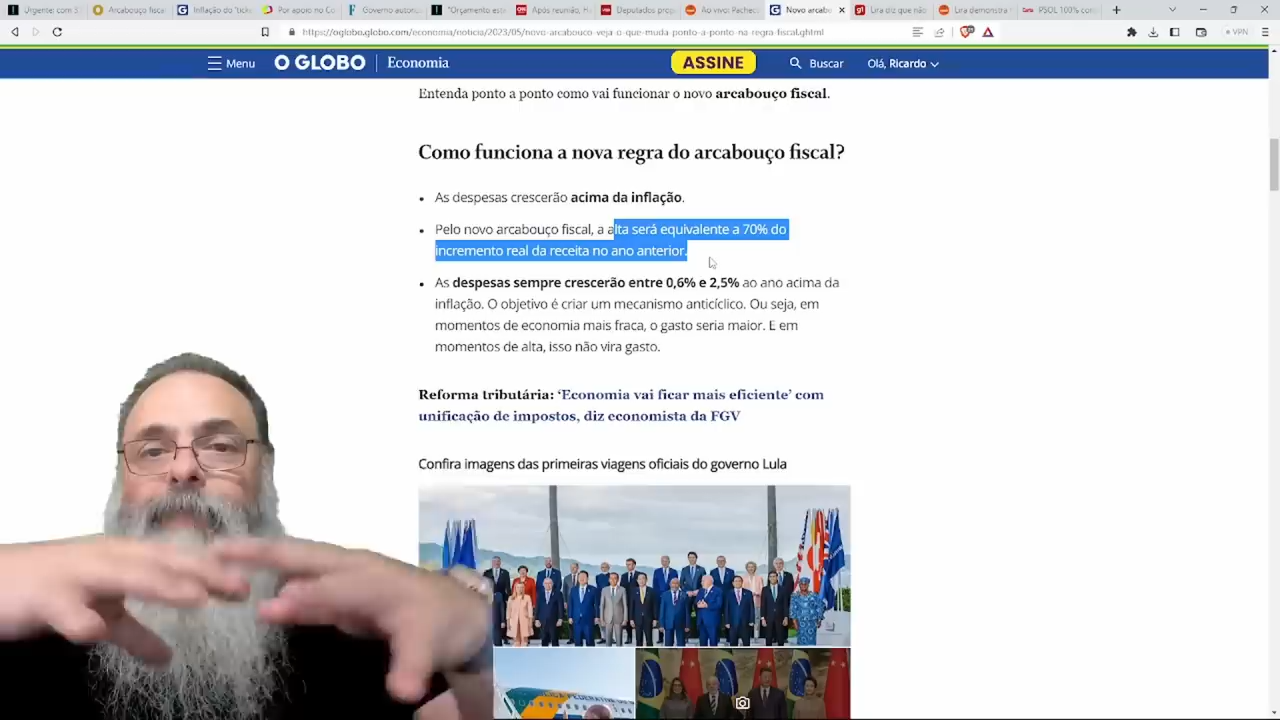 Urgente: com 3
Arcabouço fiscal
Inflação do 'ticke
Por apoio no Co
Governo autori
"Orçamento est
Após reunião, Ha
Deputados prog
Ao vivo: Pachec
Novo arcabo
Lira diz que não
Lira demonstra r
PSOL 100% con
https://oglobo.globo.com/economia/noticia/2023/05/novo-arcabouco-veja-o-que-muda-ponto-a-ponto-na-regra-fiscal.ghtml
VPN
Menu
O GLOBO
Economia
ASSINE
Buscar
Olá, Ricardo
Entenda ponto a ponto como vai funcionar o novo arcabouço fiscal.
Como funciona a nova regra do arcabouço fiscal?
As despesas crescerão acima da inflação.
Pelo novo arcabouço fiscal, a alta será equivalente a 70% do
incremento real da receita no ano anterior.
As despesas sempre crescerão entre 0,6% e 2,5% ao ano acima da
inflação. O objetivo é criar um mecanismo anticíclico. Ou seja, em
momentos de economia mais fraca, o gasto seria maior. E em
momentos de alta, isso não vira gasto.
Reforma tributária: 'Economia vai ficar mais eficiente' com
unificação de impostos, diz economista da FGV
Confira imagens das primeiras viagens oficiais do governo Lula